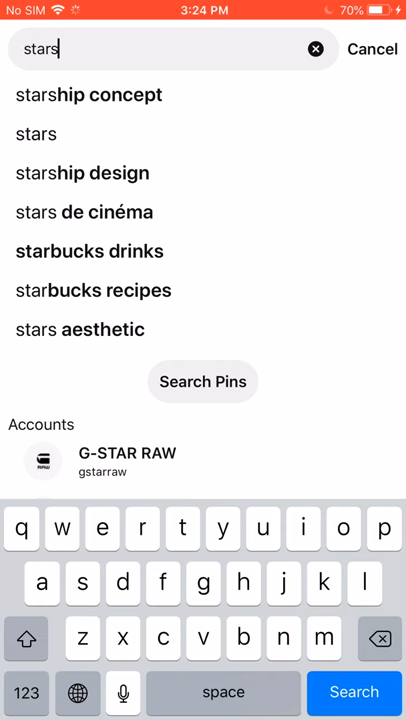 No SIM 3:24 PM 70%
stars Cancel
starship concept
stars
starship design
stars de cinéma
starbucks drinks
starbucks recipes
stars aesthetic
Search Pins
Accounts
G-STAR RAW
RAW
gstarraw
q w e r t y u i o p
a s d f g h j k l
z x c v b n m
123 space Search